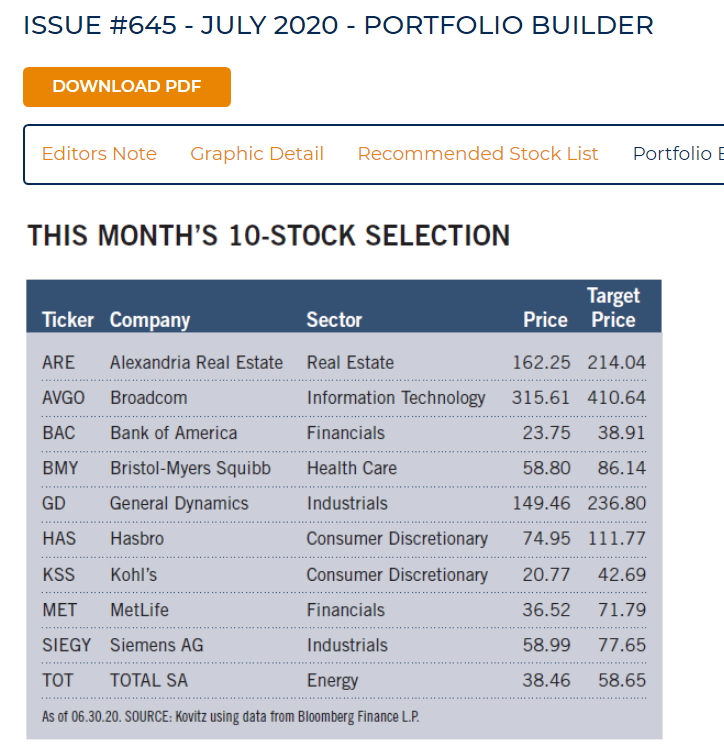 ISSUE #645 - JULY 2020 - PORTFOLIO BUILDER
DOWNLOAD PDF
Editors Note Graphic Detail Recommended Stock List Portfolio
THIS MONTH'S 10-STOCK SELECTION
Ticker Company Sector Price Target Price
ARE Alexandria Real Estate Real Estate 162.25 214.04
AVGO Broadcom Information Technology 315.61 410.64
BAC Bank of America Financials 23.75 38.91
BMY Bristol-Myers Squibb Health Care 58.80 86.14
GD General Dynamics Industrials 149.46 236.80
HAS Hasbro Consumer Discretionary 74.95 111.77
KSS Kohl's Consumer Discretionary 20.77 42.69
MET MetLife Financials 36.52 71.79
SIEGY Siemens AG Industrials 58.99 77.65
TOT TOTAL SA Energy 38.46 58.65
As of 06.30.20. SOURCE: Kovitz using data from Bloomberg Finance L.P.